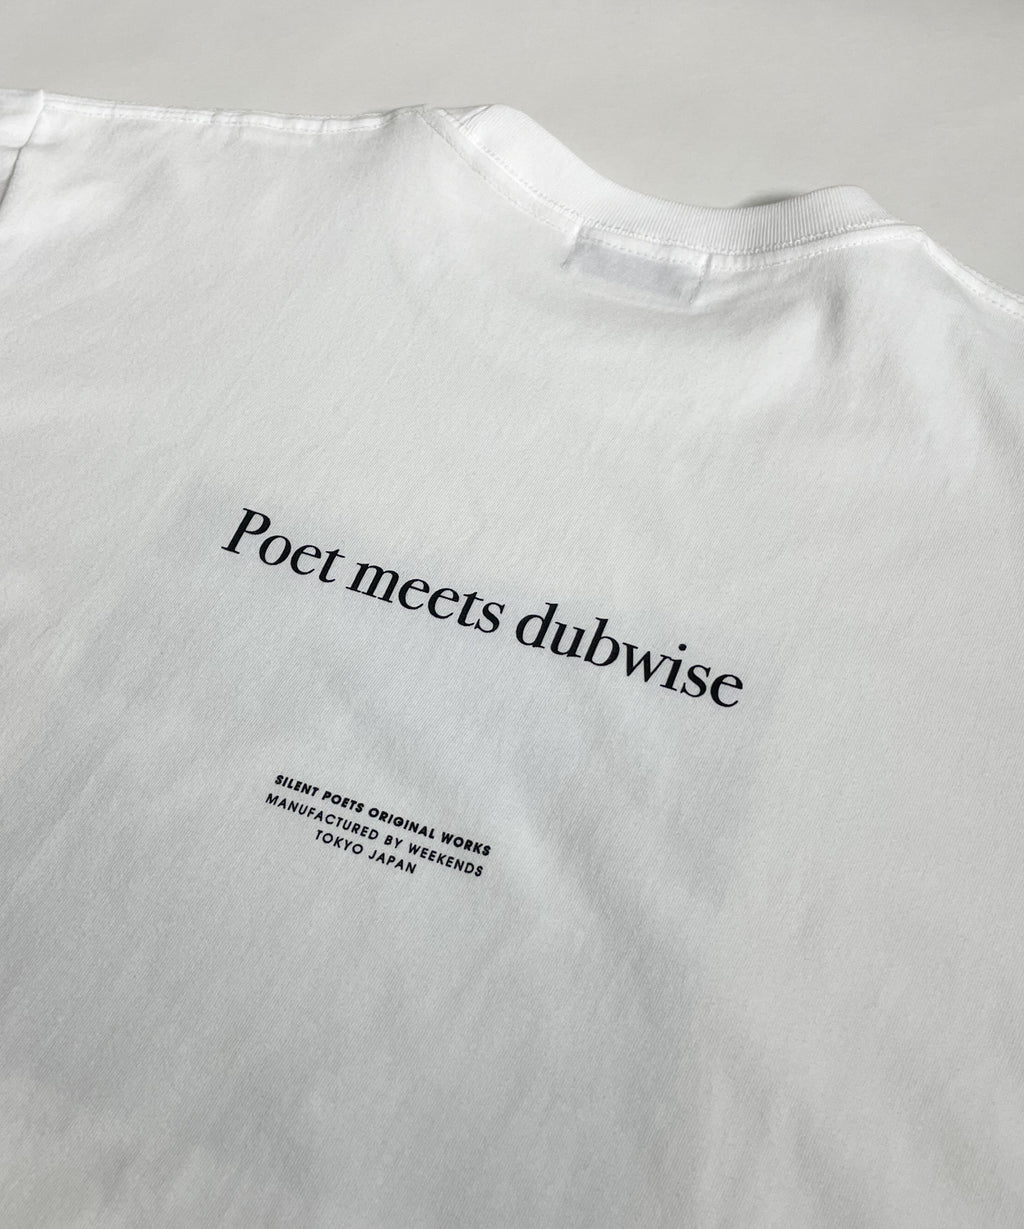 Poet meets dubwise
SILENT POETS ORIGINAL WORKS
MANUFACTURED BY WEEKENDS
TOKYO JAPAN